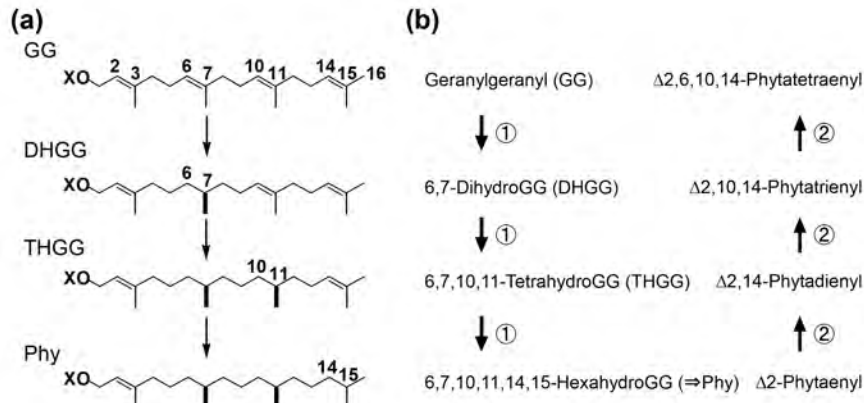 (a)
GG
XO
2
3
6
7
10
11
14
15
16
DHGG
XO
6
7
THGG
XO
10
11
Phy
XO
14
15
(b)
Geranylgeranyl (GG) Δ2,6,10,14-Phytatetraenyl
① ②
6,7-DihydroGG (DHGG) Δ2,10,14-Phytatrienyl
① ②
6,7,10,11-TetrahydroGG (THGG) Δ2,14-Phytadienyl
① ②
6,7,10,11,14,15-HexahydroGG (⇒Phy) Δ2-Phytaenyl